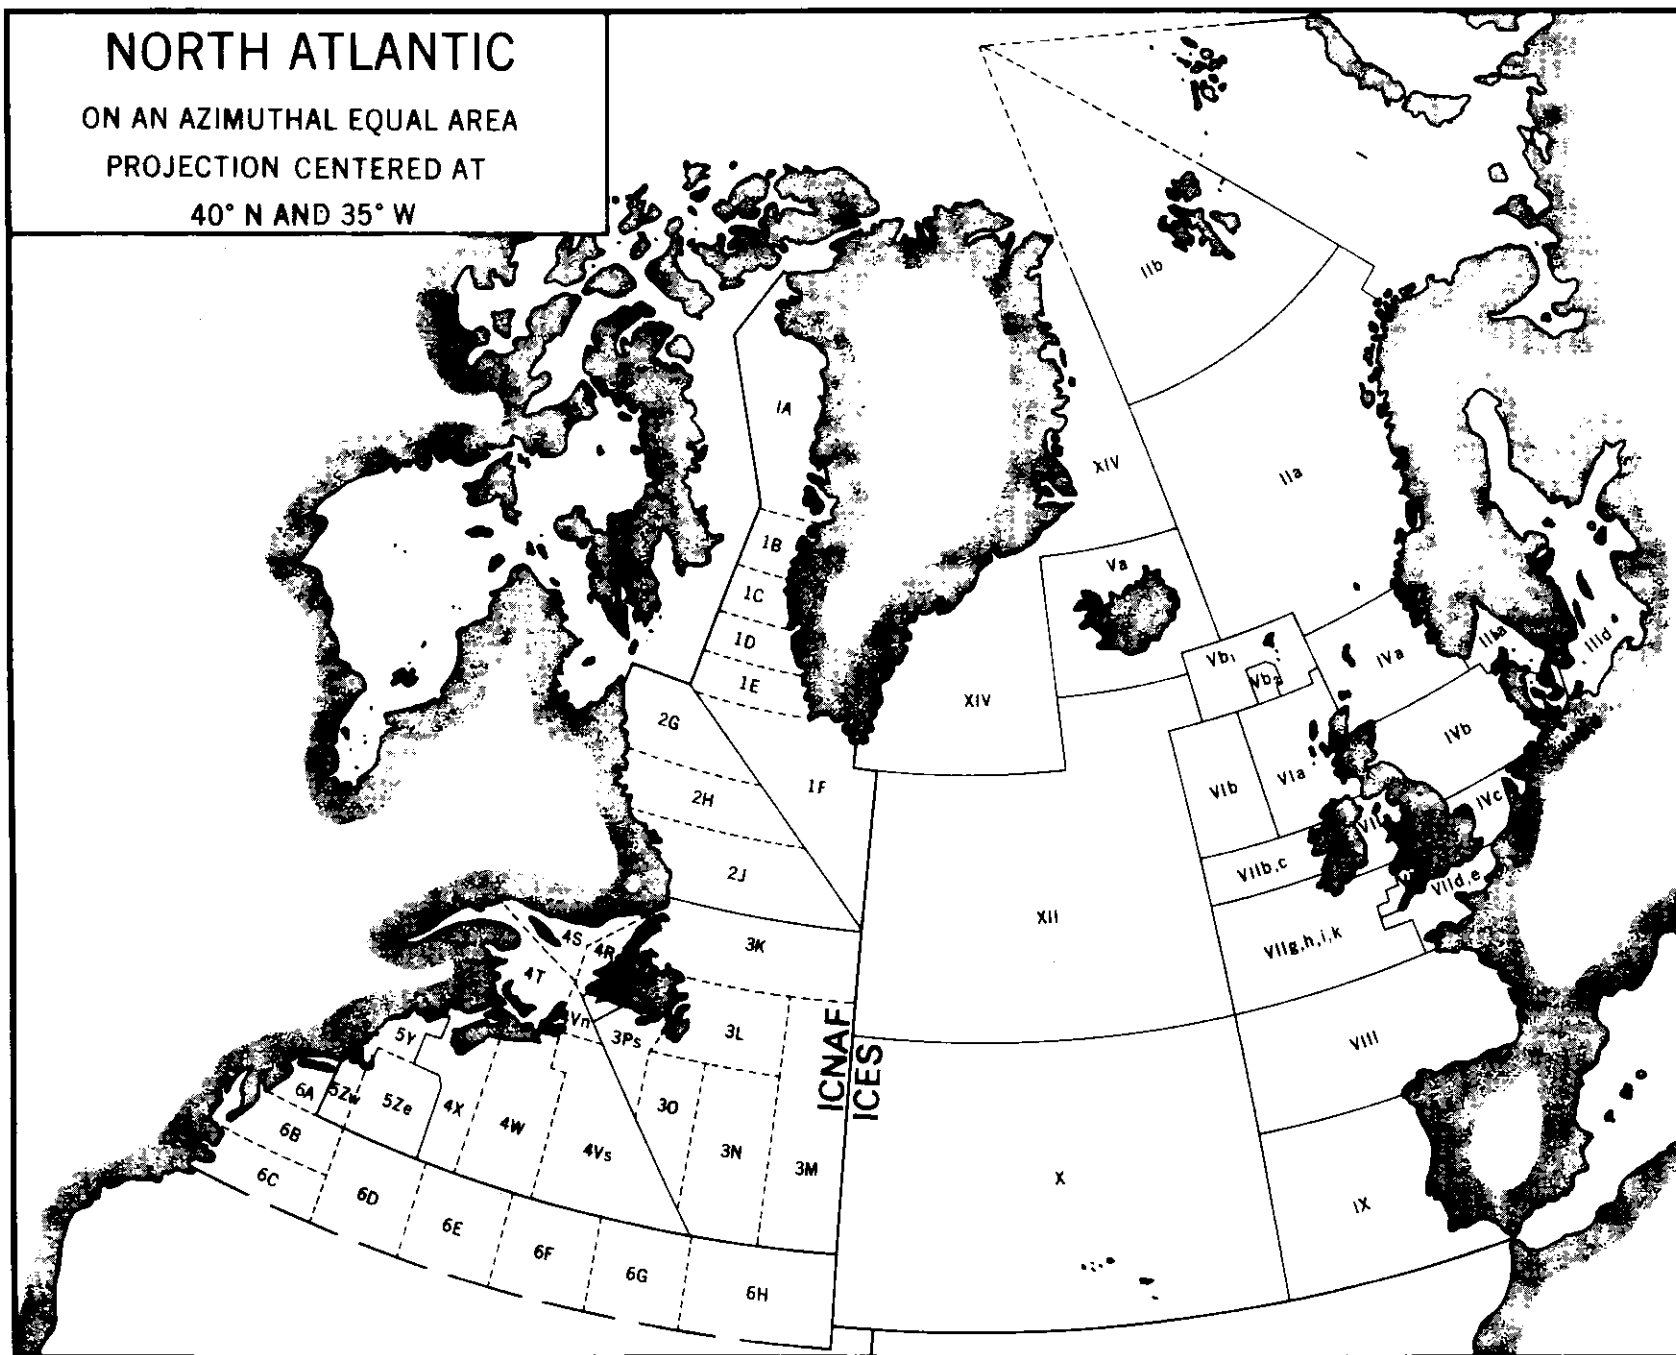 NORTH ATLANTIC
ON AN AZIMUTHAL EQUAL AREA
PROJECTION CENTERED AT
40° N AND 35° W
IIb
IA
XIV
IIa
1B
Va
1C
1D
IIIa
IIId
Vb₁
IVa
1E
Vb₂
XIV
2G
IVb
1F
VIb
VIa
2H
IVc
VIIb,c
2J
VIId,e
XII
4S
3K
4R
VIIg,h,i,k
4T
Vn
3L
3Ps
5Y
VIII
ICNAF
ICES
6A
5Zw
5Ze
4X
3O
4W
6B
4Vs
3N
3M
X
6C
6D
IX
6E
6F
6G
6H